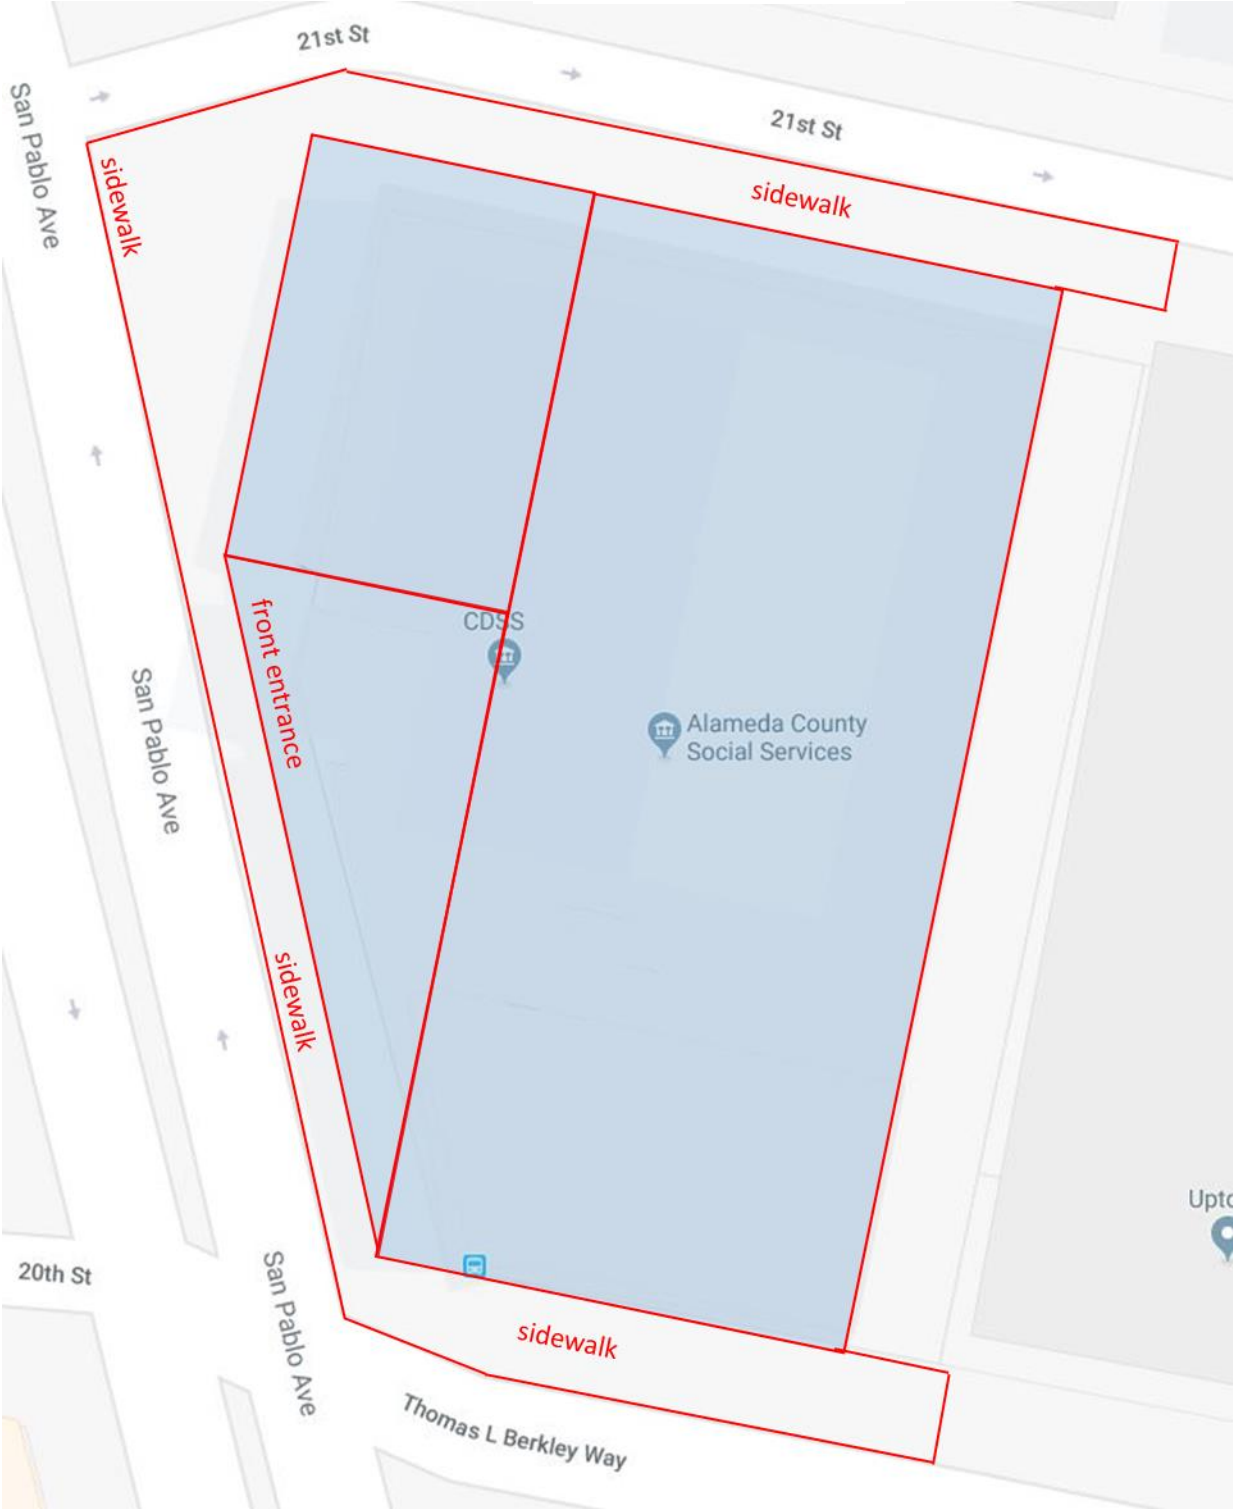 21st St
21st St
San Pablo Ave
sidewalk
sidewalk
front entrance
CDSS
Alameda County
Social Services
San Pablo Ave
sidewalk
Upto
20th St
San Pablo Ave
sidewalk
Thomas L Berkley Way